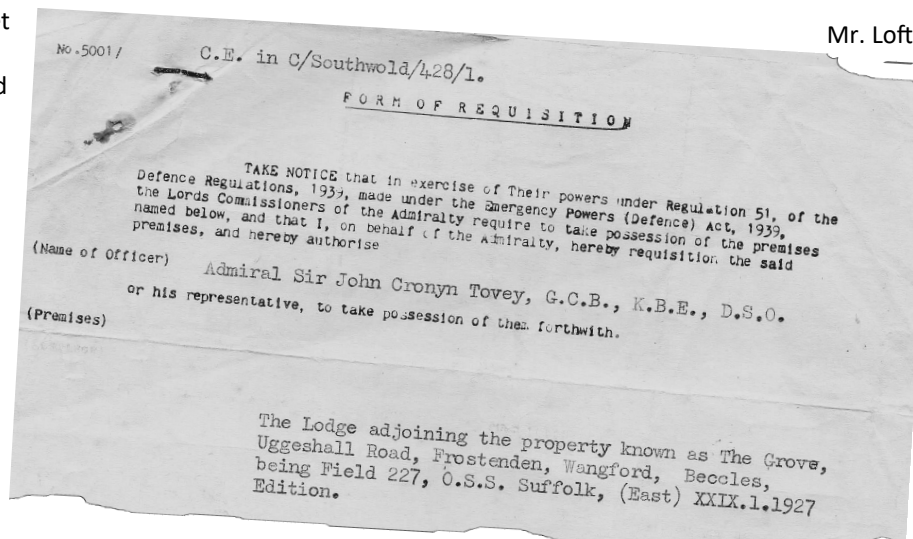 t
d
Mr. Loft
No.5001/
C.E. in C/Southwold/428/1.
FORM OF REQUISITION
TAKE NOTICE that in exercise of Their powers under Regulation 51, of the
Defence Regulations, 1939, made under the Emergency Powers (Defence) Act, 1939,
the Lords Commissioners of the Admiralty require to take possession of the premises
named below, and that I, on behalf of the Admiralty, hereby requisition the said
premises, and hereby authorise
(Name of Officer)
Admiral Sir John Cronyn Tovey, G.C.B., K.B.E., D.S.O.
or his representative, to take possession of them forthwith.
(Premises)
The Lodge adjoining the property known as The Grove,
Uggeshall Road, Frostenden, Wangford, Beccles,
being Field 227, O.S.S. Suffolk, (East) XXIX.1.1927
Edition.